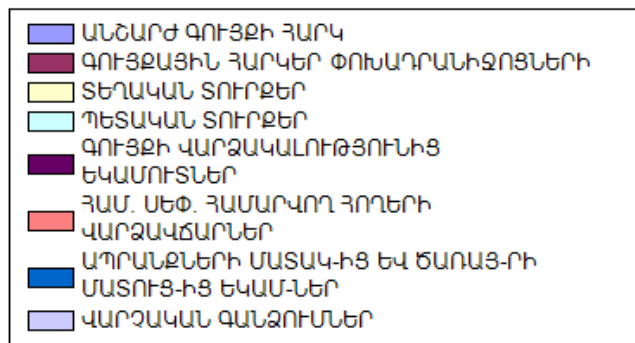 ԱՆՇԱՐԺ ԳՈՒՅՔԻ ՀԱՐԿ
ԳՈՒՅՔԱՅԻՆ ՀԱՐԿԵՐ ՓՈԽԱԴՐԱՆԻՋՈՑՆԵՐԻ
ՏԵՂԱԿԱՆ ՏՈՒՐՔԵՐ
ՊԵՏԱԿԱՆ ՏՈՒՐՔԵՐ
ԳՈՒՅՔԻ ՎԱՐՁԱԿԱԼՈՒԹՅՈՒՆԻՑ
ԵԿԱՄՈՒՏՆԵՐ
ՀԱՄ. ՍԵՓ. ՀԱՄԱՐՎՈՂ ՀՈՂԵՐԻ
ՎԱՐՁԱՎՃԱՐՆԵՐ
ԱՊՐԱՆՔՆԵՐԻ ՄԱՏԱԿ-ԻՑ ԵՎ ԾԱՌԱՅ-ՐԻ
ՄԱՏՈՒՑ-ԻՑ ԵԿԱՄ-ՆԵՐ
ՎԱՐՉԱԿԱՆ ԳԱՆՁՈՒՄՆԵՐ